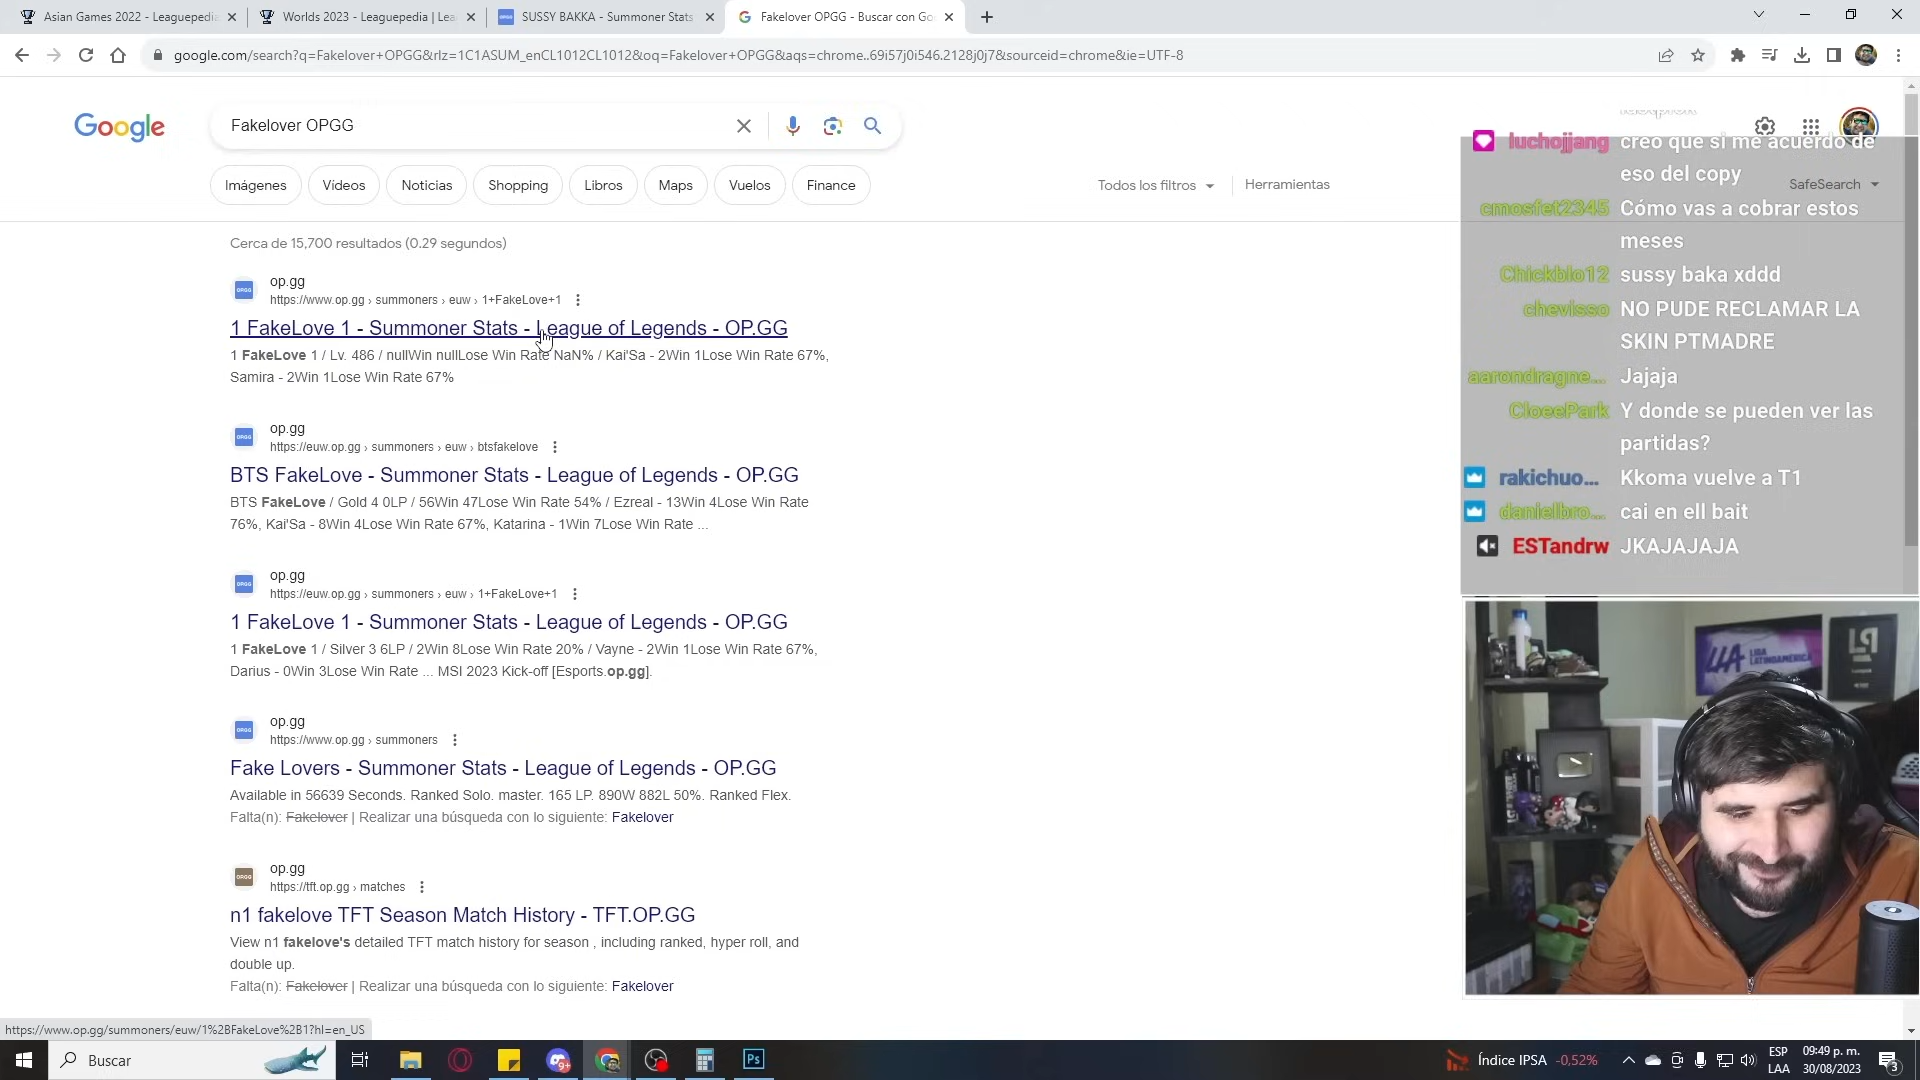 Asian Games 2022 - Leaguepedia
Worlds 2023 - Leaguepedia | Lea
SUSSY BAKKA - Summoner Stats
Fakelover OPGG - Buscar con Go
google.com/search?q=Fakelover+OPGG&rlz=1C1ASUM_enCL1012CL1012&oq=Fakelover+OPGG&aqs=chrome..69i57j0i546.2128j0j7&sourceid=chrome&ie=UTF-8
Google
Fakelover OPGG
Imágenes
Vídeos
Noticias
Shopping
Libros
Maps
Vuelos
Finance
Todos los filtros
Herramientas
SafeSearch
Cerca de 15,700 resultados (0.29 segundos)
op.gg
https://www.op.gg › summoners › euw › 1+FakeLove+1
1 FakeLove 1 - Summoner Stats - League of Legends - OP.GG
1 FakeLove 1 / Lv. 486 / nullWin nullLose Win Rate NaN% / Kai'Sa - 2Win 1Lose Win Rate 67%,
Samira - 2Win 1Lose Win Rate 67%
op.gg
https://euw.op.gg › summoners › euw › btsfakelove
BTS FakeLove - Summoner Stats - League of Legends - OP.GG
BTS FakeLove / Gold 4 0LP / 56Win 47Lose Win Rate 54% / Ezreal - 13Win 4Lose Win Rate
76%, Kai'Sa - 8Win 4Lose Win Rate 67%, Katarina - 1Win 7Lose Win Rate ...
op.gg
https://euw.op.gg › summoners › euw › 1+FakeLove+1
1 FakeLove 1 - Summoner Stats - League of Legends - OP.GG
1 FakeLove 1 / Silver 3 6LP / 2Win 8Lose Win Rate 20% / Vayne - 2Win 1Lose Win Rate 67%,
Darius - 0Win 3Lose Win Rate ... MSI 2023 Kick-off [Esports.op.gg].
op.gg
https://www.op.gg › summoners
Fake Lovers - Summoner Stats - League of Legends - OP.GG
Available in 56639 Seconds. Ranked Solo. master. 165 LP. 890W 882L 50%. Ranked Flex.
Falta(n): Fakelover | Realizar una búsqueda con lo siguiente: Fakelover
op.gg
https://tft.op.gg › matches
n1 fakelove TFT Season Match History - TFT.OP.GG
View n1 fakelove's detailed TFT match history for season , including ranked, hyper roll, and
double up.
Falta(n): Fakelover | Realizar una búsqueda con lo siguiente: Fakelover
https://www.op.gg/summoners/euw/1%2BFakeLove%2B1?hl=en_US
luchojjang creo que si me acuerdo de
eso del copy
cmosfet2345 Cómo vas a cobrar estos
meses
Chickblo12 sussy baka xddd
chevisso NO PUDE RECLAMAR LA
SKIN PTMADRE
aarondragne... Jajaja
CloeePark Y donde se pueden ver las
partidas?
rakichuo... Kkoma vuelve a T1
danielbro... cai en ell bait
ESTandrw JKAJAJAJA
LIGA
LATINOAMÉRICA
Buscar
9+
Ps
Índice IPSA -0,52%
ESP
LAA
09:49 p. m.
30/08/2023
3